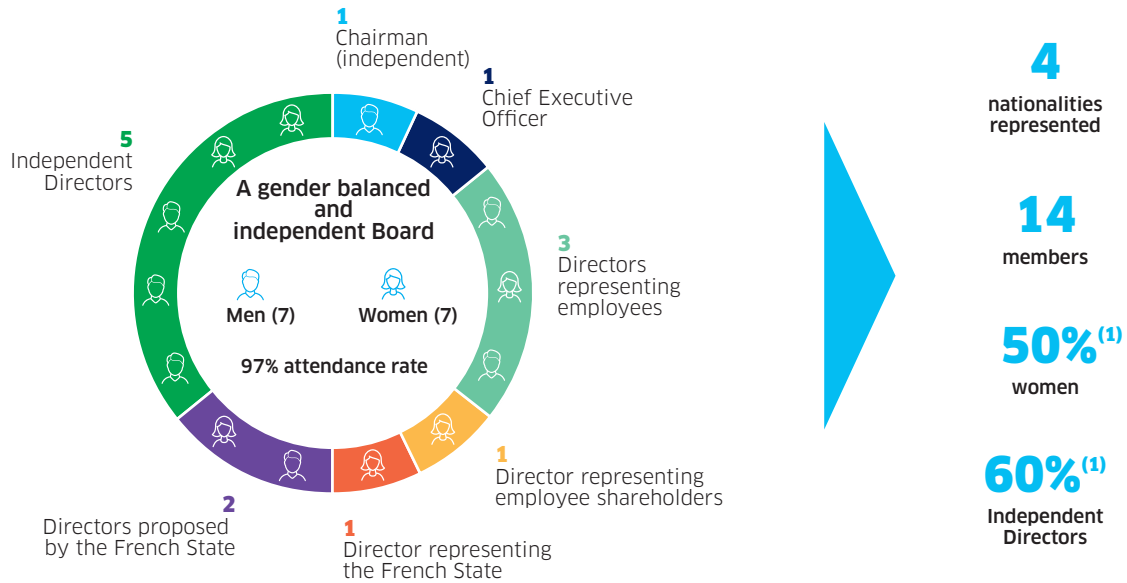 1
Chairman
(independent)
1
Chief Executive
Officer
5
Independent
Directors
A gender balanced
and
independent Board
Men (7)
Women (7)
97% attendance rate
3
Directors
representing
employees
1
Director representing
employee shareholders
1
Director representing
the French State
2
Directors proposed
by the French State
4
nationalities
represented
14
members
50%(1)
women
60%(1)
Independent
Directors